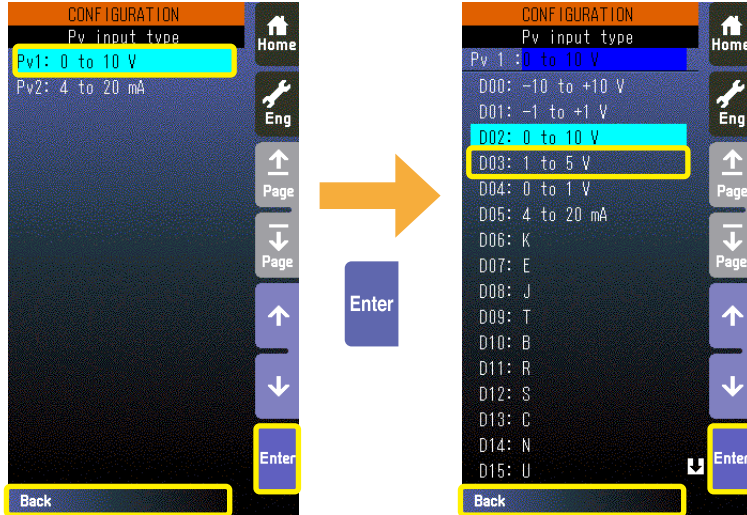 CONFIGURATION
Pv input type
Pv1: 0 to 10 V
Pv2: 4 to 20 mA
Home
Eng
Page
Page
Enter
Back
Enter
CONFIGURATION
Pv input type
Pv 1 :0 to 10 V
D00: -10 to +10 V
D01: -1 to +1 V
D02: 0 to 10 V
D03: 1 to 5 V
D04: 0 to 1 V
D05: 4 to 20 mA
D06: K
D07: E
D08: J
D09: T
D10: B
D11: R
D12: S
D13: C
D14: N
D15: U
Home
Eng
Page
Page
Enter
Back